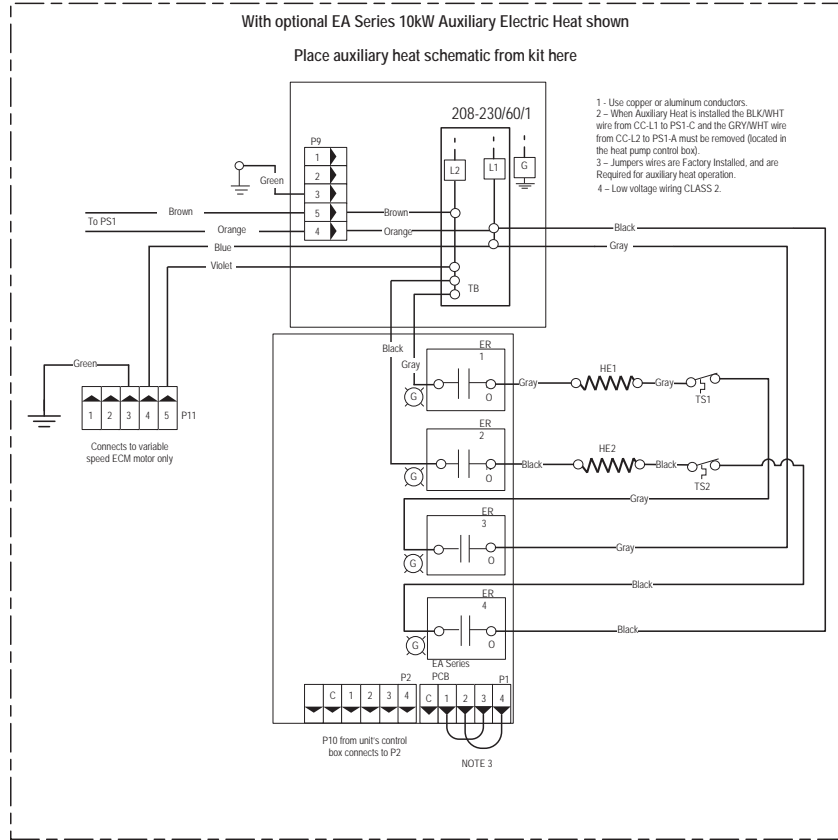 With optional EA Series 10kW Auxiliary Electric Heat shown
Place auxiliary heat schematic from kit here
1 - Use copper or aluminum conductors.
2 – When Auxiliary Heat is installed the BLK/WHT
wire from CC-L1 to PS1-C and the GRY/WHT wire
from CC-L2 to PS1-A must be removed (located in
the heat pump control box).
3 – Jumpers wires are Factory Installed, and are
Required for auxiliary heat operation.
4 – Low voltage wiring CLASS 2.
208-230/60/1
P9
1
2
3
5
4
L2
L1
G
Green
Brown
Brown
To PS1
Orange
Orange
Black
Blue
Gray
Violet
TB
Black
Gray
ER
1
G
O
Gray
HE1
Gray
TS1
Green
1 2 3 4 5 P11
Connects to variable
speed ECM motor only
ER
2
G
O
Black
HE2
Black
TS2
Gray
ER
3
G
O
Gray
Black
ER
4
G
O
Black
EA Series
PCB
P2
C 1 2 3 4
P1
C 1 2 3 4
P10 from unit's control
box connects to P2
NOTE 3